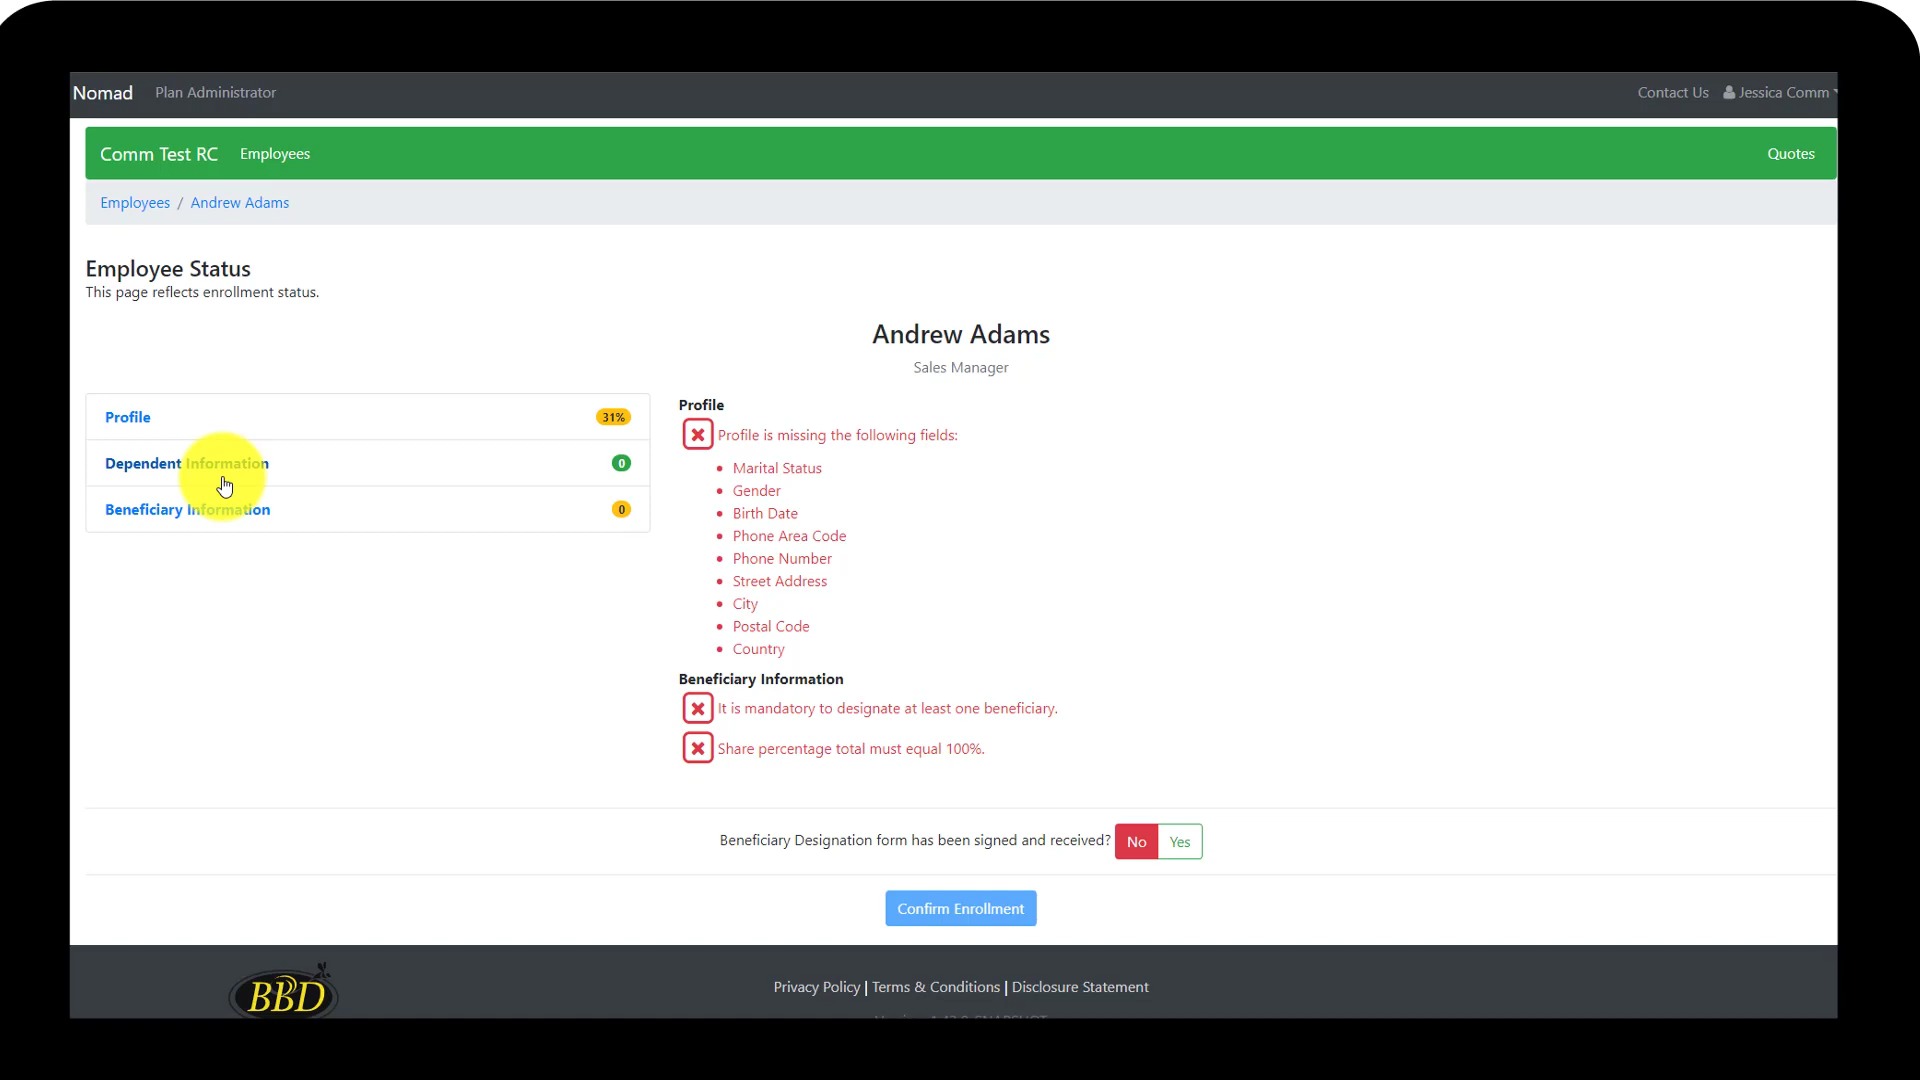 Nomad Plan Administrator Contact Us Jessica Comm
Comm Test RC Employees Quotes
Employees / Andrew Adams
Employee Status
This page reflects enrollment status.
Andrew Adams
Sales Manager
Profile 31%
Dependent Information 0
Beneficiary Information 0
Profile
Profile is missing the following fields:
• Marital Status
• Gender
• Birth Date
• Phone Area Code
• Phone Number
• Street Address
• City
• Postal Code
• Country
Beneficiary Information
It is mandatory to designate at least one beneficiary.
Share percentage total must equal 100%.
Beneficiary Designation form has been signed and received? No Yes
Confirm Enrollment
BBD
Privacy Policy | Terms & Conditions | Disclosure Statement